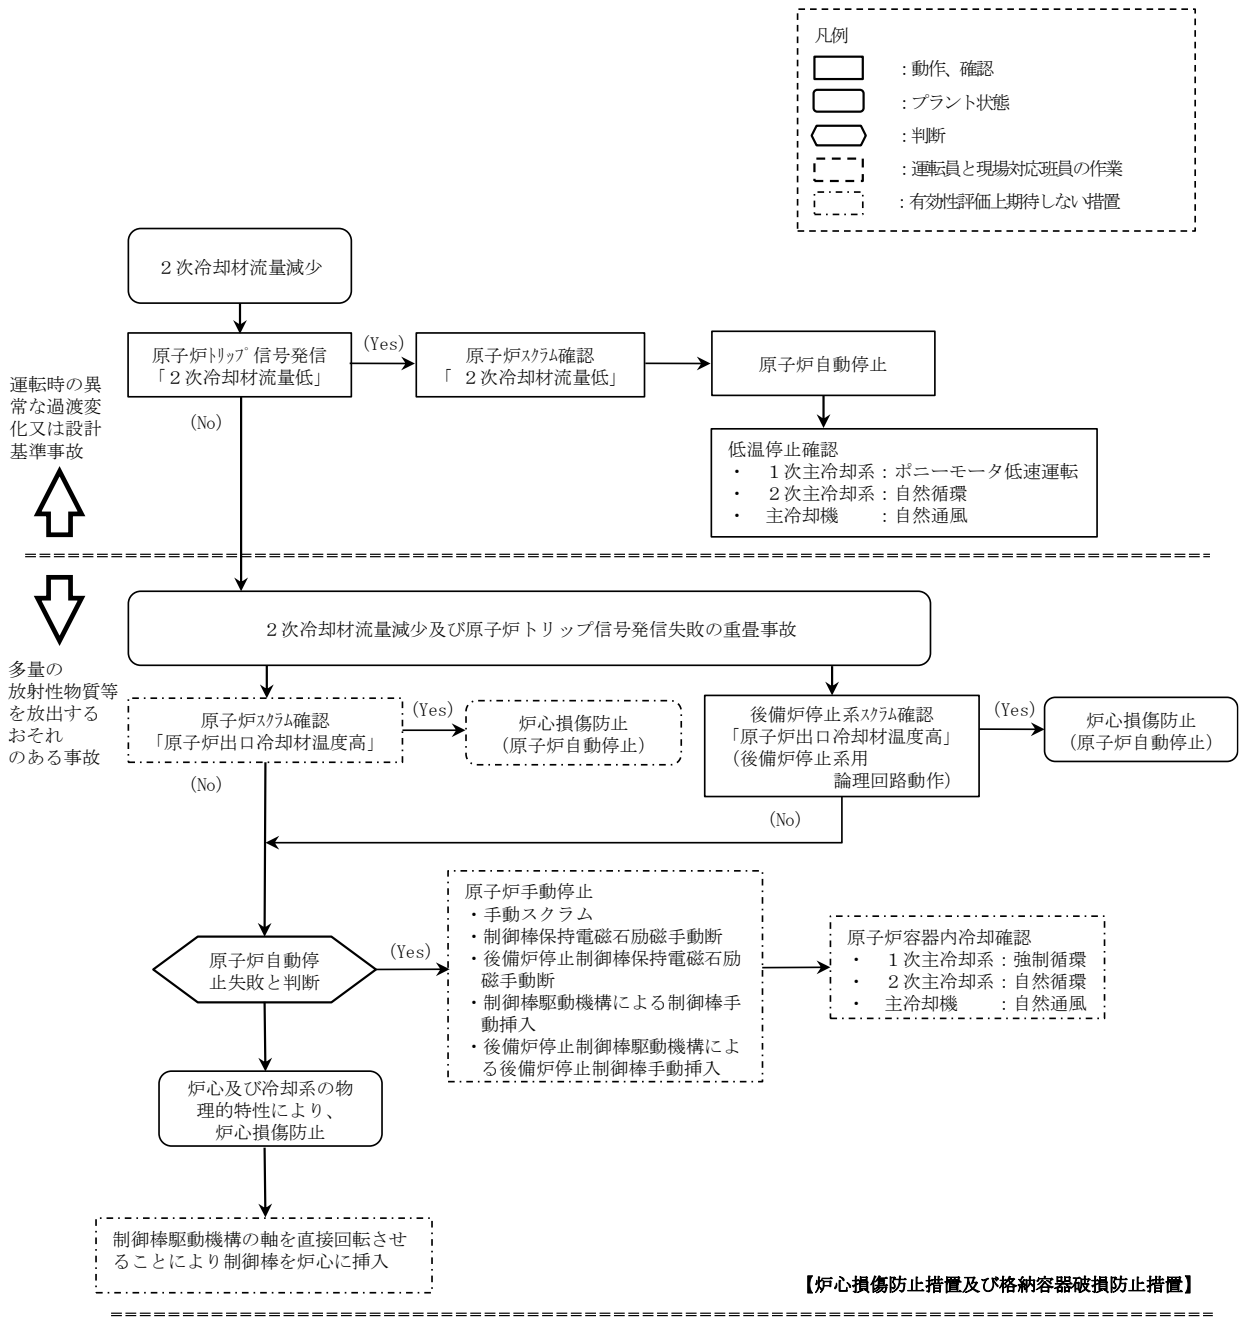 凡例
：動作、確認
：プラント状態
：判断
：運転員と現場対応班員の作業
：有効性評価上期待しない措置
２次冷却材流量減少
原子炉ﾄﾘｯﾌﾟ信号発信
「２次冷却材流量低」
(Yes)
原子炉ｽｸﾗﾑ確認
「 ２次冷却材流量低」
原子炉自動停止
(No)
運転時の異
常な過渡変
化又は設計
基準事故
低温停止確認
・ １次主冷却系：ポニーモータ低速運転
・ ２次主冷却系：自然循環
・ 主冷却機 ：自然通風
２次冷却材流量減少及び原子炉トリップ信号発信失敗の重畳事故
多量の
放射性物質等
を放出する
おそれ
のある事故
原子炉ｽｸﾗﾑ確認
「原子炉出口冷却材温度高」
(Yes)
炉心損傷防止
（原子炉自動停止）
後備炉停止系ｽｸﾗﾑ確認
「原子炉出口冷却材温度高」
（後備炉停止系用
論理回路動作）
(Yes)
炉心損傷防止
（原子炉自動停止）
(No)
(No)
原子炉自動停
止失敗と判断
(Yes)
原子炉手動停止
・手動スクラム
・制御棒保持電磁石励磁手動断
・後備炉停止制御棒保持電磁石励
磁手動断
・制御棒駆動機構による制御棒手
動挿入
・後備炉停止制御棒駆動機構によ
る後備炉停止制御棒手動挿入
原子炉容器内冷却確認
・ １次主冷却系：強制循環
・ ２次主冷却系：自然循環
・ 主冷却機 ：自然通風
炉心及び冷却系の物
理的特性により、
炉心損傷防止
制御棒駆動機構の軸を直接回転させ
ることにより制御棒を炉心に挿入
【炉心損傷防止措置及び格納容器破損防止措置】